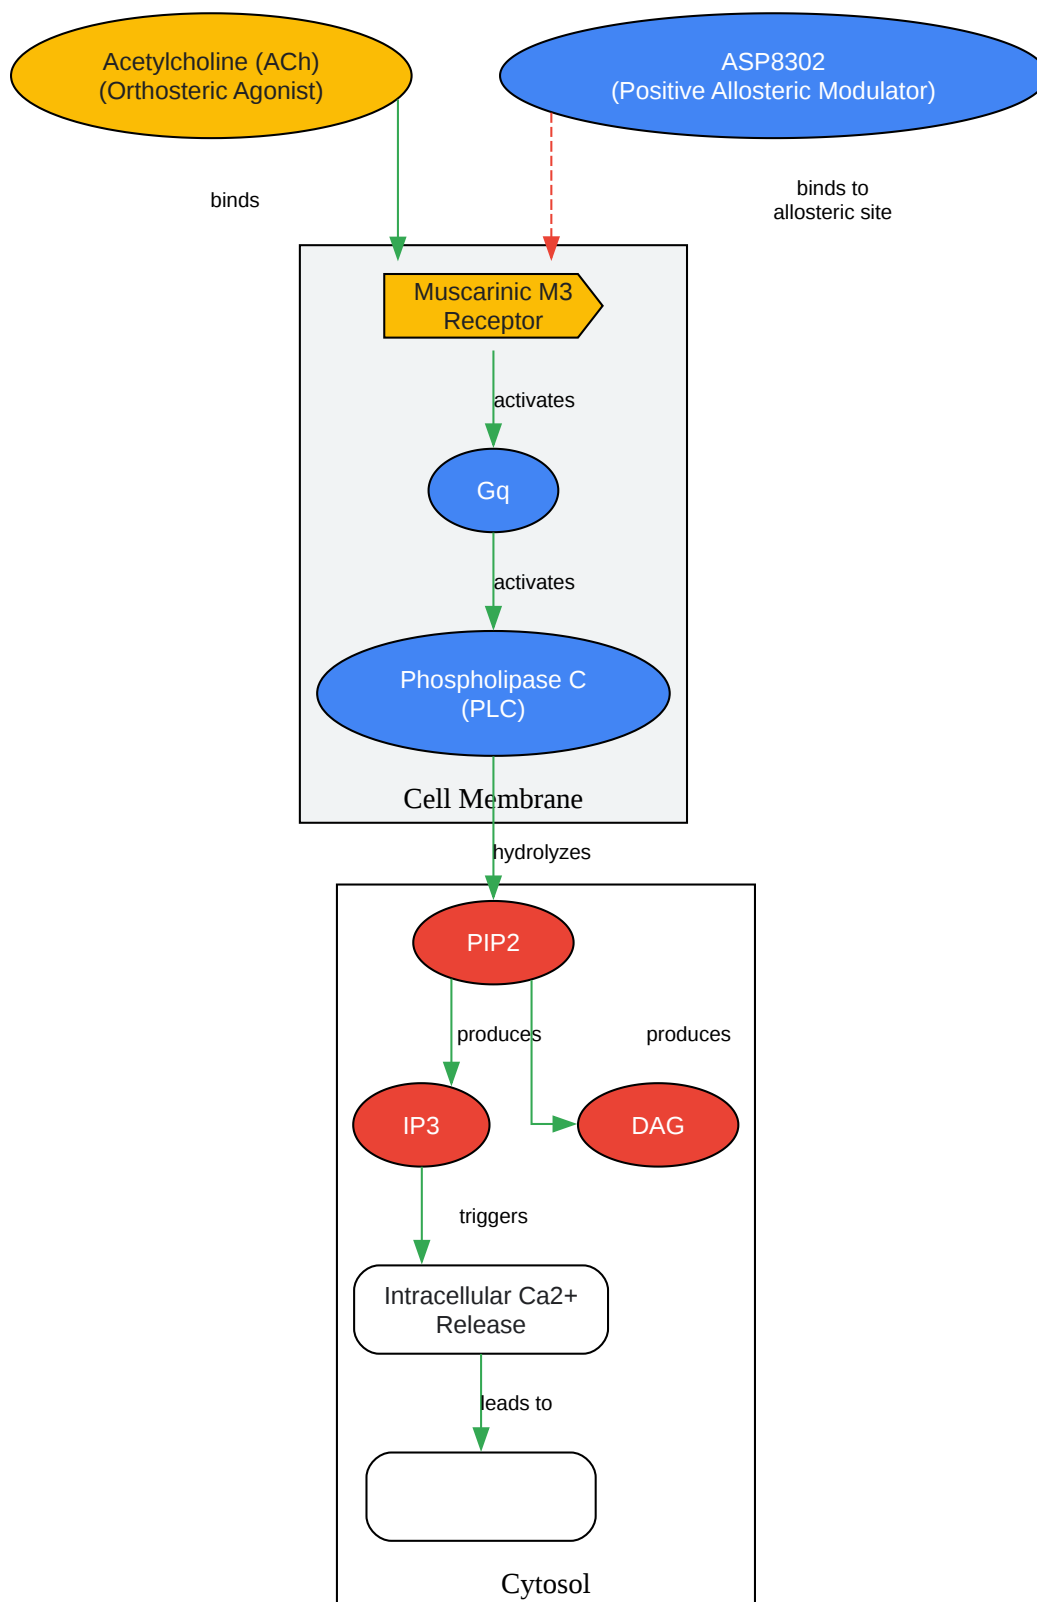 Acetylcholine (ACh)
(Orthosteric Agonist)
ASP8302
(Positive Allosteric Modulator)
binds
binds to
allosteric site
Muscarinic M3
Receptor
activates
Gq
activates
Phospholipase C
(PLC)
Cell Membrane
hydrolyzes
PIP2
produces
produces
IP3
DAG
triggers
Intracellular Ca2+
Release
leads to
Cytosol